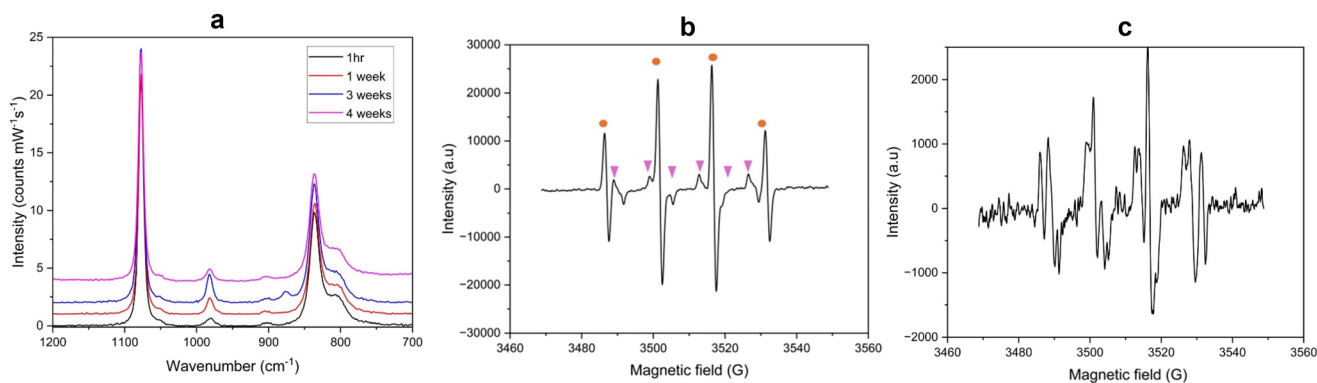 a
25
20
15
10
5
0
Intensity (counts mW⁻¹s⁻¹)
1hr
1 week
3 weeks
4 weeks
1200 1100 1000 900 800 700
Wavenumber (cm⁻¹)
b
30000
20000
10000
0
−10000
−20000
−30000
Intensity (a.u)
3460 3480 3500 3520 3540 3560
Magnetic field (G)
c
2000
1000
0
−1000
−2000
Intensity (a.u)
3460 3480 3500 3520 3540 3560
Magnetic field (G)